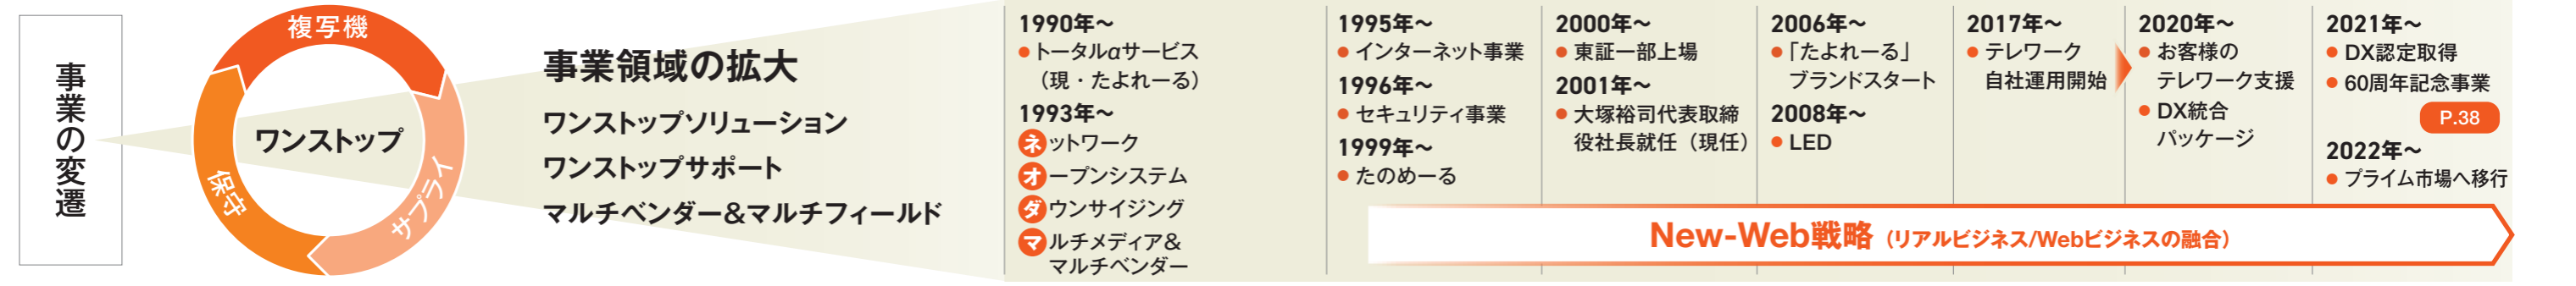 事業の変遷
複写機
サプライ
保守
ワンストップ
事業領域の拡大
ワンストップソリューション
ワンストップサポート
マルチベンダー&マルチフィールド
1990年〜
● トータルαサービス
（現・たよれーる）
1993年〜
ネットワーク
オープンシステム
ダウンサイジング
マルチメディア&
マルチベンダー
1995年〜
● インターネット事業
1996年〜
● セキュリティ事業
1999年〜
● たのめーる
2000年〜
● 東証一部上場
2001年〜
● 大塚裕司代表取締
役社長就任（現任）
2006年〜
● 「たよれーる」
ブランドスタート
2008年〜
● LED
2017年〜
● テレワーク
自社運用開始
2020年〜
● お客様の
テレワーク支援
● DX統合
パッケージ
2021年〜
● DX認定取得
● 60周年記念事業
P.38
2022年〜
● プライム市場へ移行
New-Web戦略（リアルビジネス/Webビジネスの融合）